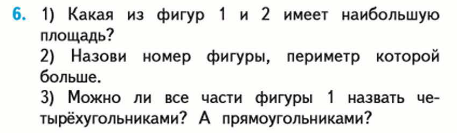 6. 1) Какая из фигур 1 и 2 имеет наибольшую
площадь?
2) Назови номер фигуры, периметр которой
больше.
3) Можно ли все части фигуры 1 назвать че-
тырёхугольниками? А прямоугольниками?